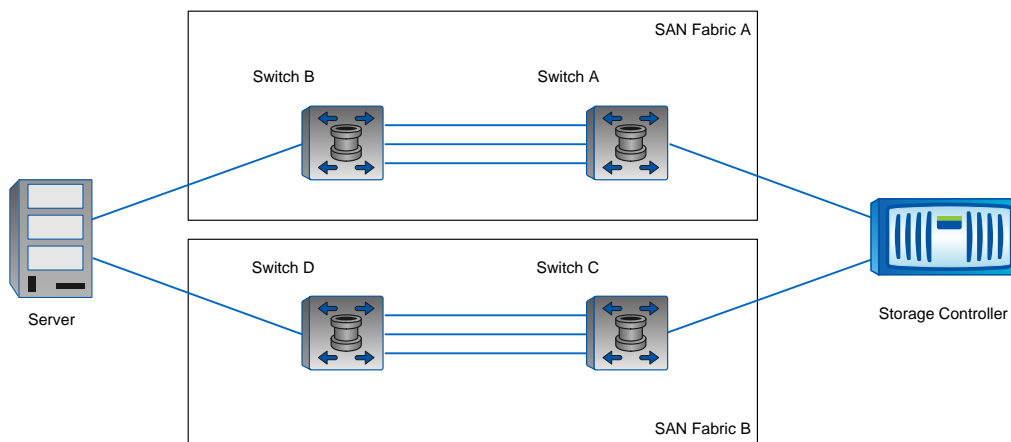 SAN Fabric A
Switch B
Switch A
Switch D
Switch C
Server
Storage Controller
SAN Fabric B